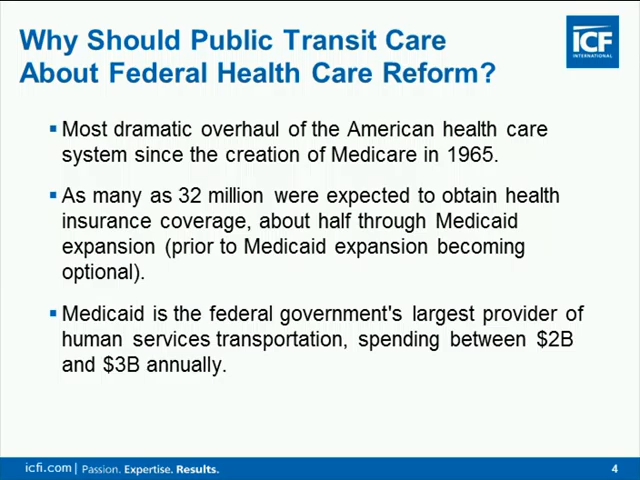 Why Should Public Transit Care
About Federal Health Care Reform?
ICF
INTERNATIONAL
▪ Most dramatic overhaul of the American health care
system since the creation of Medicare in 1965.
▪ As many as 32 million were expected to obtain health
insurance coverage, about half through Medicaid
expansion (prior to Medicaid expansion becoming
optional).
▪ Medicaid is the federal government's largest provider of
human services transportation, spending between $2B
and $3B annually.
icfi.com | Passion. Expertise. Results.
4